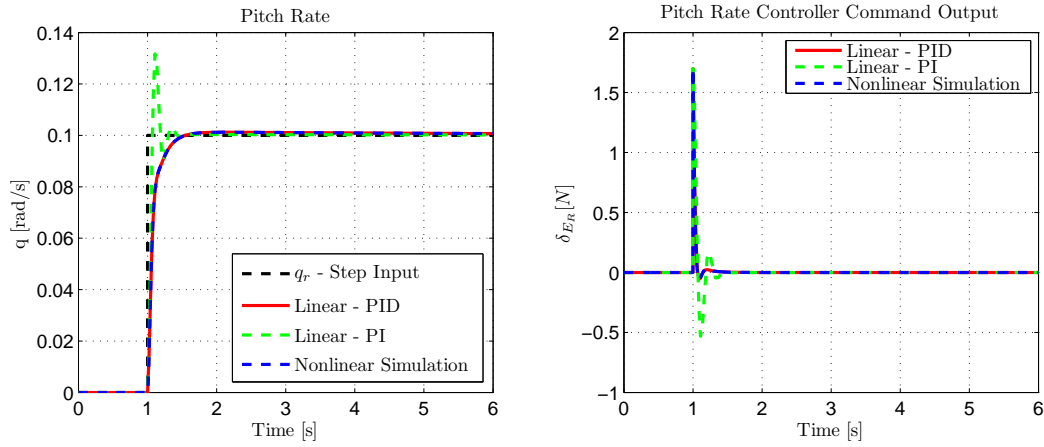 Pitch Rate
0.14
0.12
0.1
0.08
0.06
0.04
0.02
0
q [rad/s]
q_r - Step Input
Linear - PID
Linear - PI
Nonlinear Simulation
0 1 2 3 4 5 6
Time [s]
Pitch Rate Controller Command Output
2
1.5
1
0.5
0
−0.5
−1
δ_{E_R}[N]
Linear - PID
Linear - PI
Nonlinear Simulation
0 1 2 3 4 5 6
Time [s]